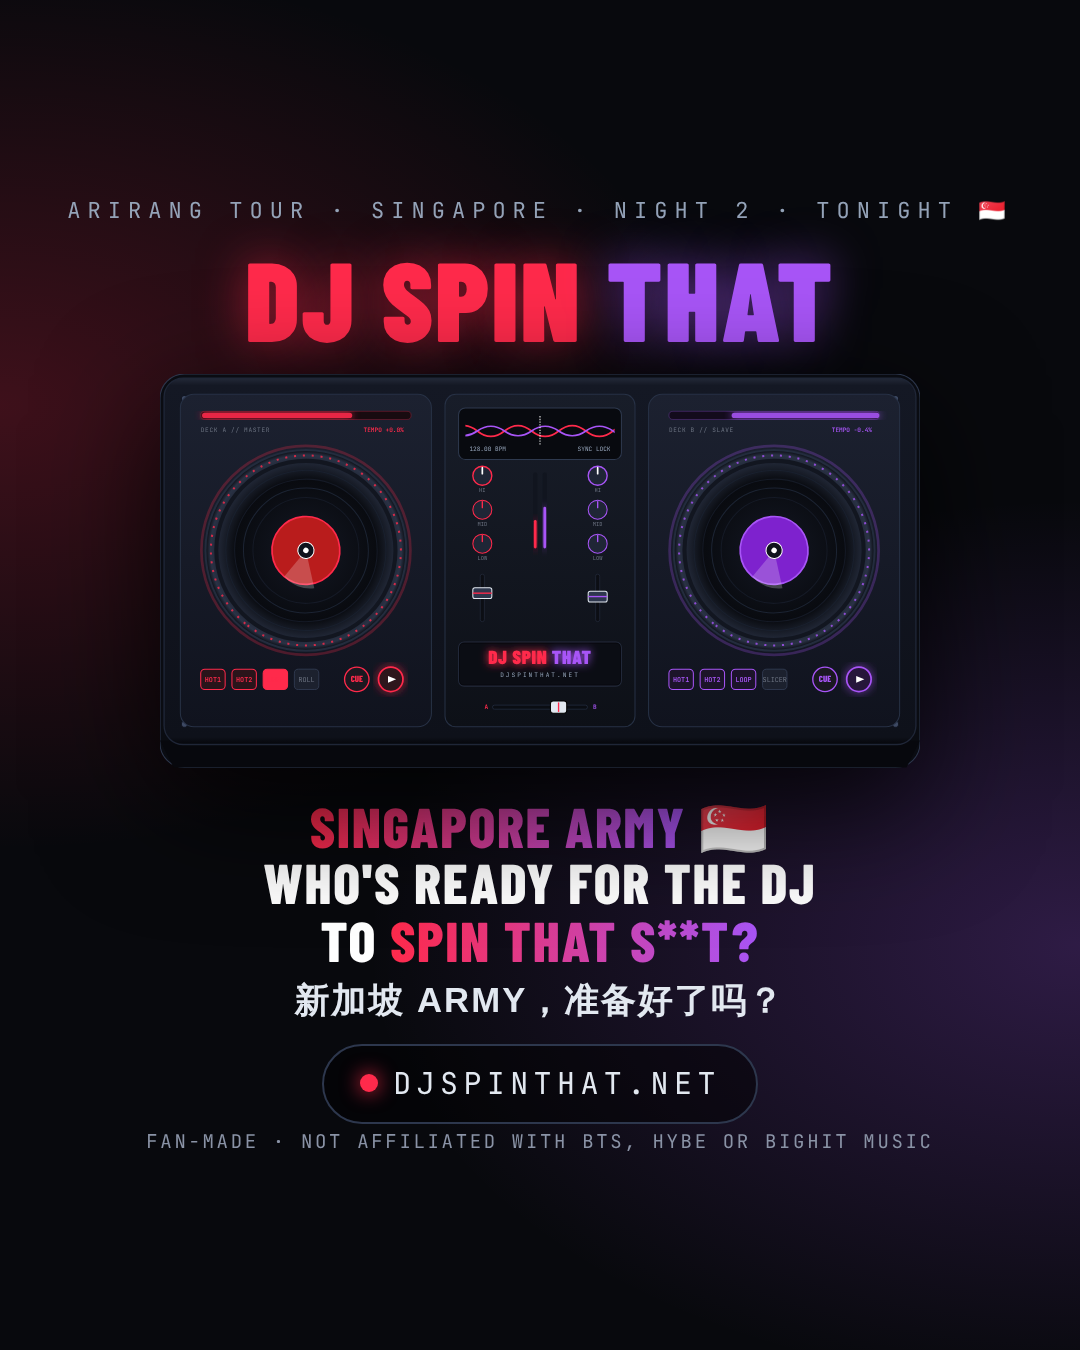 ARIRANG TOUR · SINGAPORE · NIGHT 2 · TONIGHT 🇸🇬
DJ SPIN THAT
DECK A // MASTER
TEMPO +0.0%
128.00 BPM
SYNC LOCK
DECK B // SLAVE
TEMPO -0.4%
HI
HI
MID
MID
LOW
LOW
DJ SPIN THAT
DJSPINTHAT.NET
HOT1 HOT2 ROLL CUE
HOT1 HOT2 LOOP SLICER CUE
A
B
SINGAPORE ARMY 🇸🇬
WHO'S READY FOR THE DJ
TO SPIN THAT S**T?
新加坡 ARMY，准备好了吗？
DJSPINTHAT.NET
FAN-MADE · NOT AFFILIATED WITH BTS, HYBE OR BIGHIT MUSIC